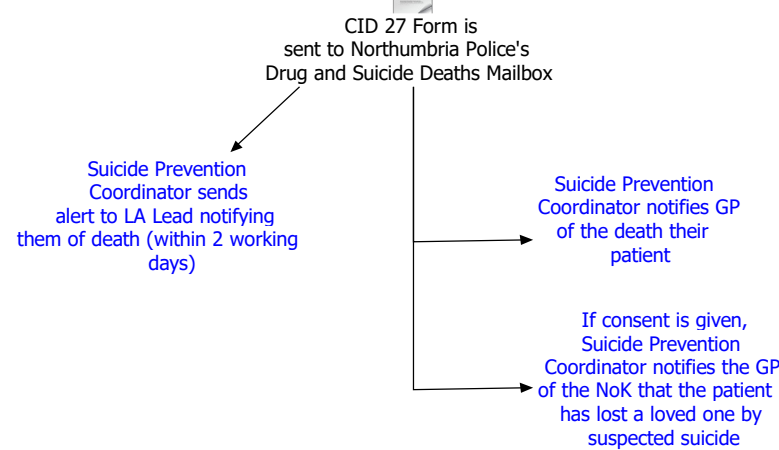 CID 27 Form is
sent to Northumbria Police's
Drug and Suicide Deaths Mailbox
Suicide Prevention
Coordinator sends
alert to LA Lead notifying
them of death (within 2 working
days)
Suicide Prevention
Coordinator notifies GP
of the death their
patient
If consent is given,
Suicide Prevention
Coordinator notifies the GP
of the NoK that the patient
has lost a loved one by
suspected suicide